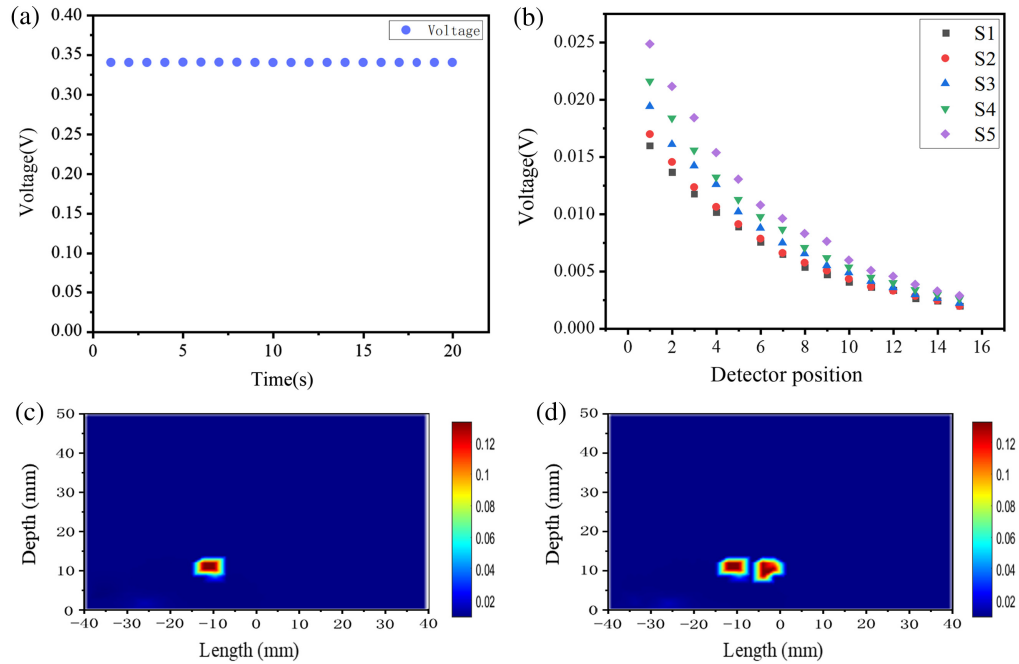 (a)
0.40
0.35
0.30
0.25
0.20
0.15
0.10
0.05
0.00
Voltage(V)
Voltage
0
5
10
15
20
Time(s)
(b)
0.025
0.020
0.015
0.010
0.005
0.000
Voltage(V)
S1
S2
S3
S4
S5
0 2 4 6 8 10 12 14 16
Detector position
(c)
50
40
30
20
10
0
Depth (mm)
−40 −30 −20 −10 0 10 20 30 40
Length (mm)
0.12
0.1
0.08
0.06
0.04
0.02
(d)
50
40
30
20
10
0
Depth (mm)
−40 −30 −20 −10 0 10 20 30 40
Length (mm)
0.12
0.1
0.08
0.06
0.04
0.02